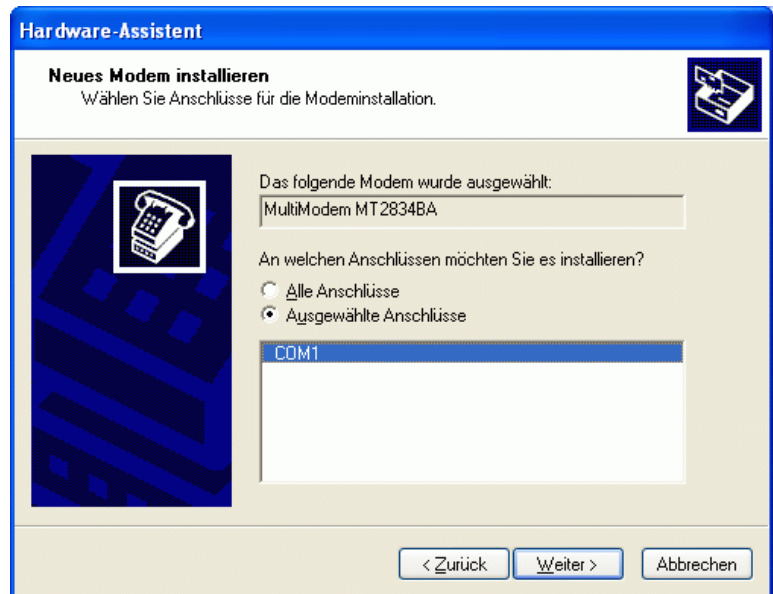 Hardware-Assistent
Neues Modem installieren
Wählen Sie Anschlüsse für die Modeminstallation.
Das folgende Modem wurde ausgewählt:
MultiModem MT2834BA
An welchen Anschlüssen möchten Sie es installieren?
Alle Anschlüsse
Ausgewählte Anschlüsse
COM1
< Zurück
Weiter >
Abbrechen